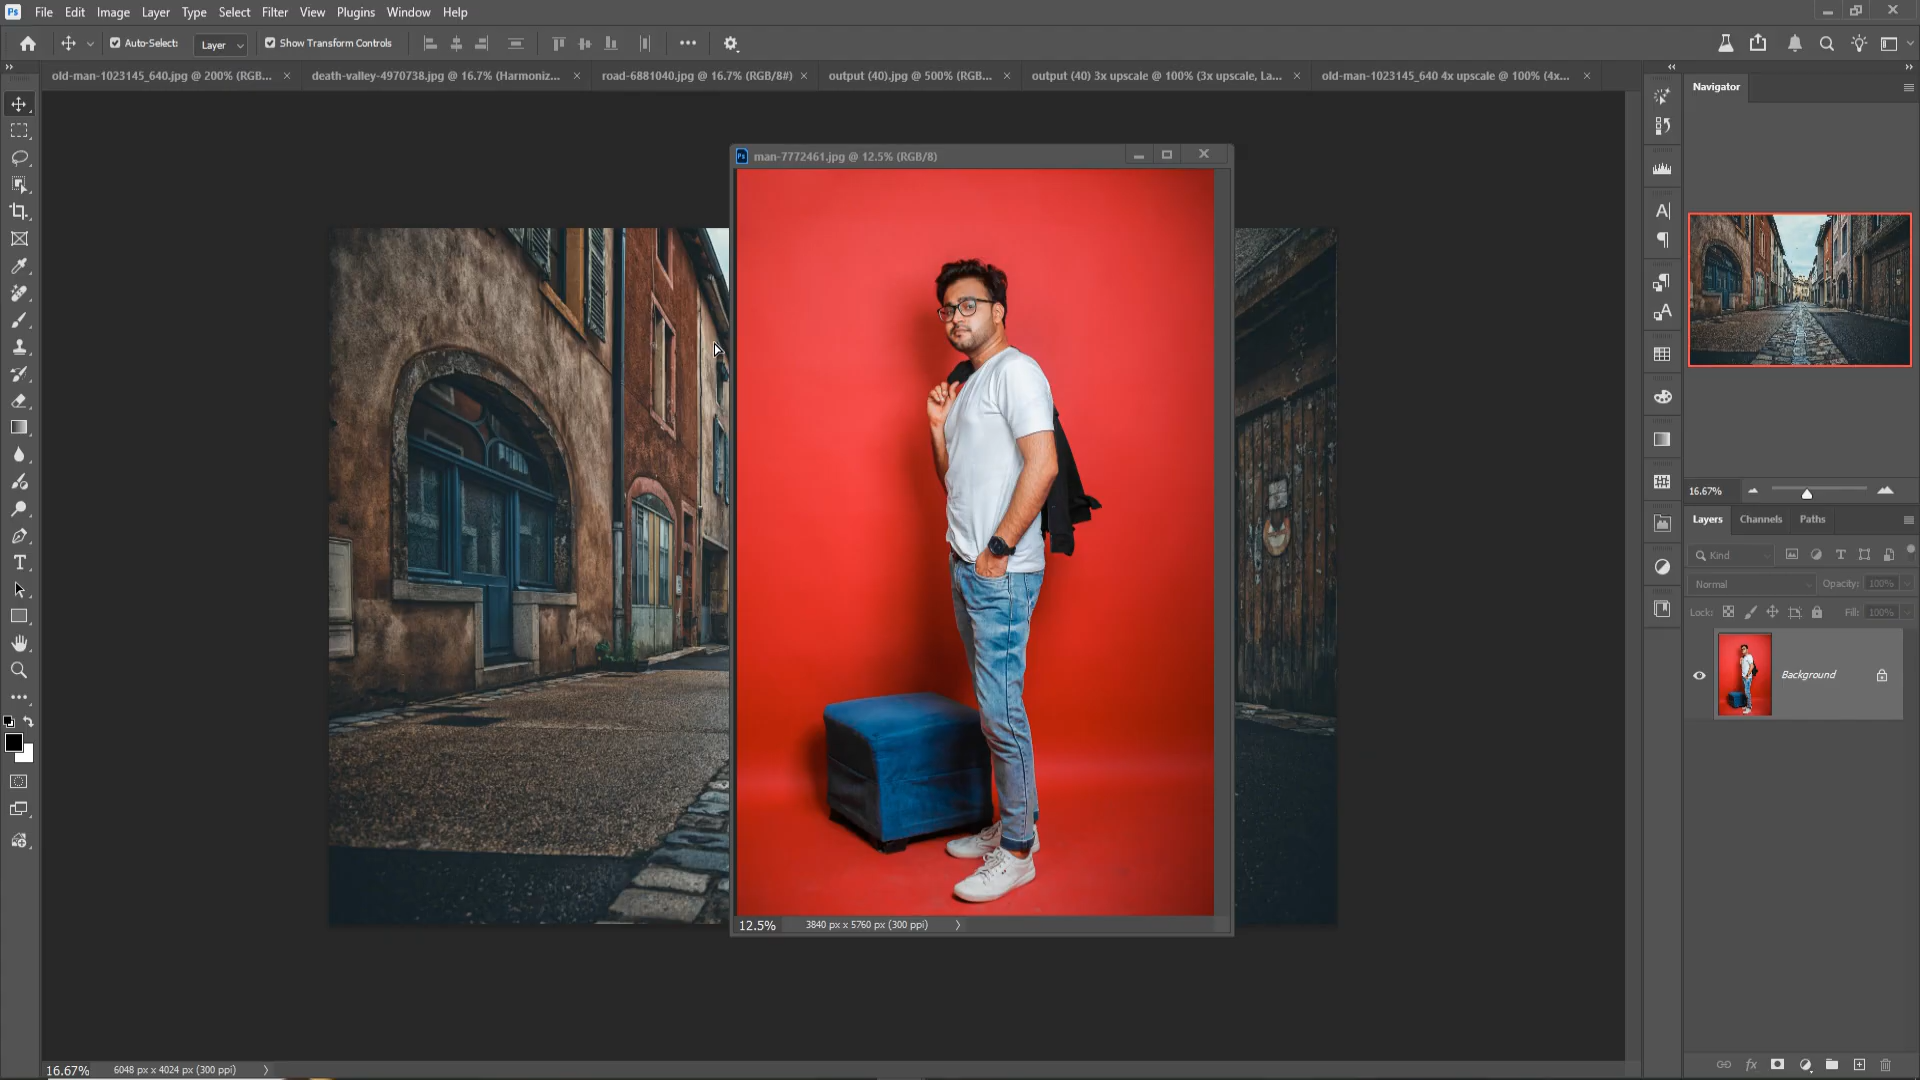 Ps File Edit Image Layer Type Select Filter View Plugins Window Help
Auto-Select: Layer Show Transform Controls
old-man-1023145_640.jpg @ 200% (RGB... death-valley-4970738.jpg @ 16.7% (Harmoniz... road-6881040.jpg @ 16.7% (RGB/8#) output (40).jpg @ 500% (RGB... output (40) 3x upscale @ 100% (3x upscale, La... old-man-1023145_640 4x upscale @ 100% (4x...
Navigator
Ps man-7772461.jpg @ 12.5% (RGB/8)
16.67%
Layers Channels Paths
Kind
Normal Opacity: 100%
Lock: Fill: 100%
Background
12.5% 3840 px x 5760 px (300 ppi)
16.67% 6048 px x 4024 px (300 ppi)